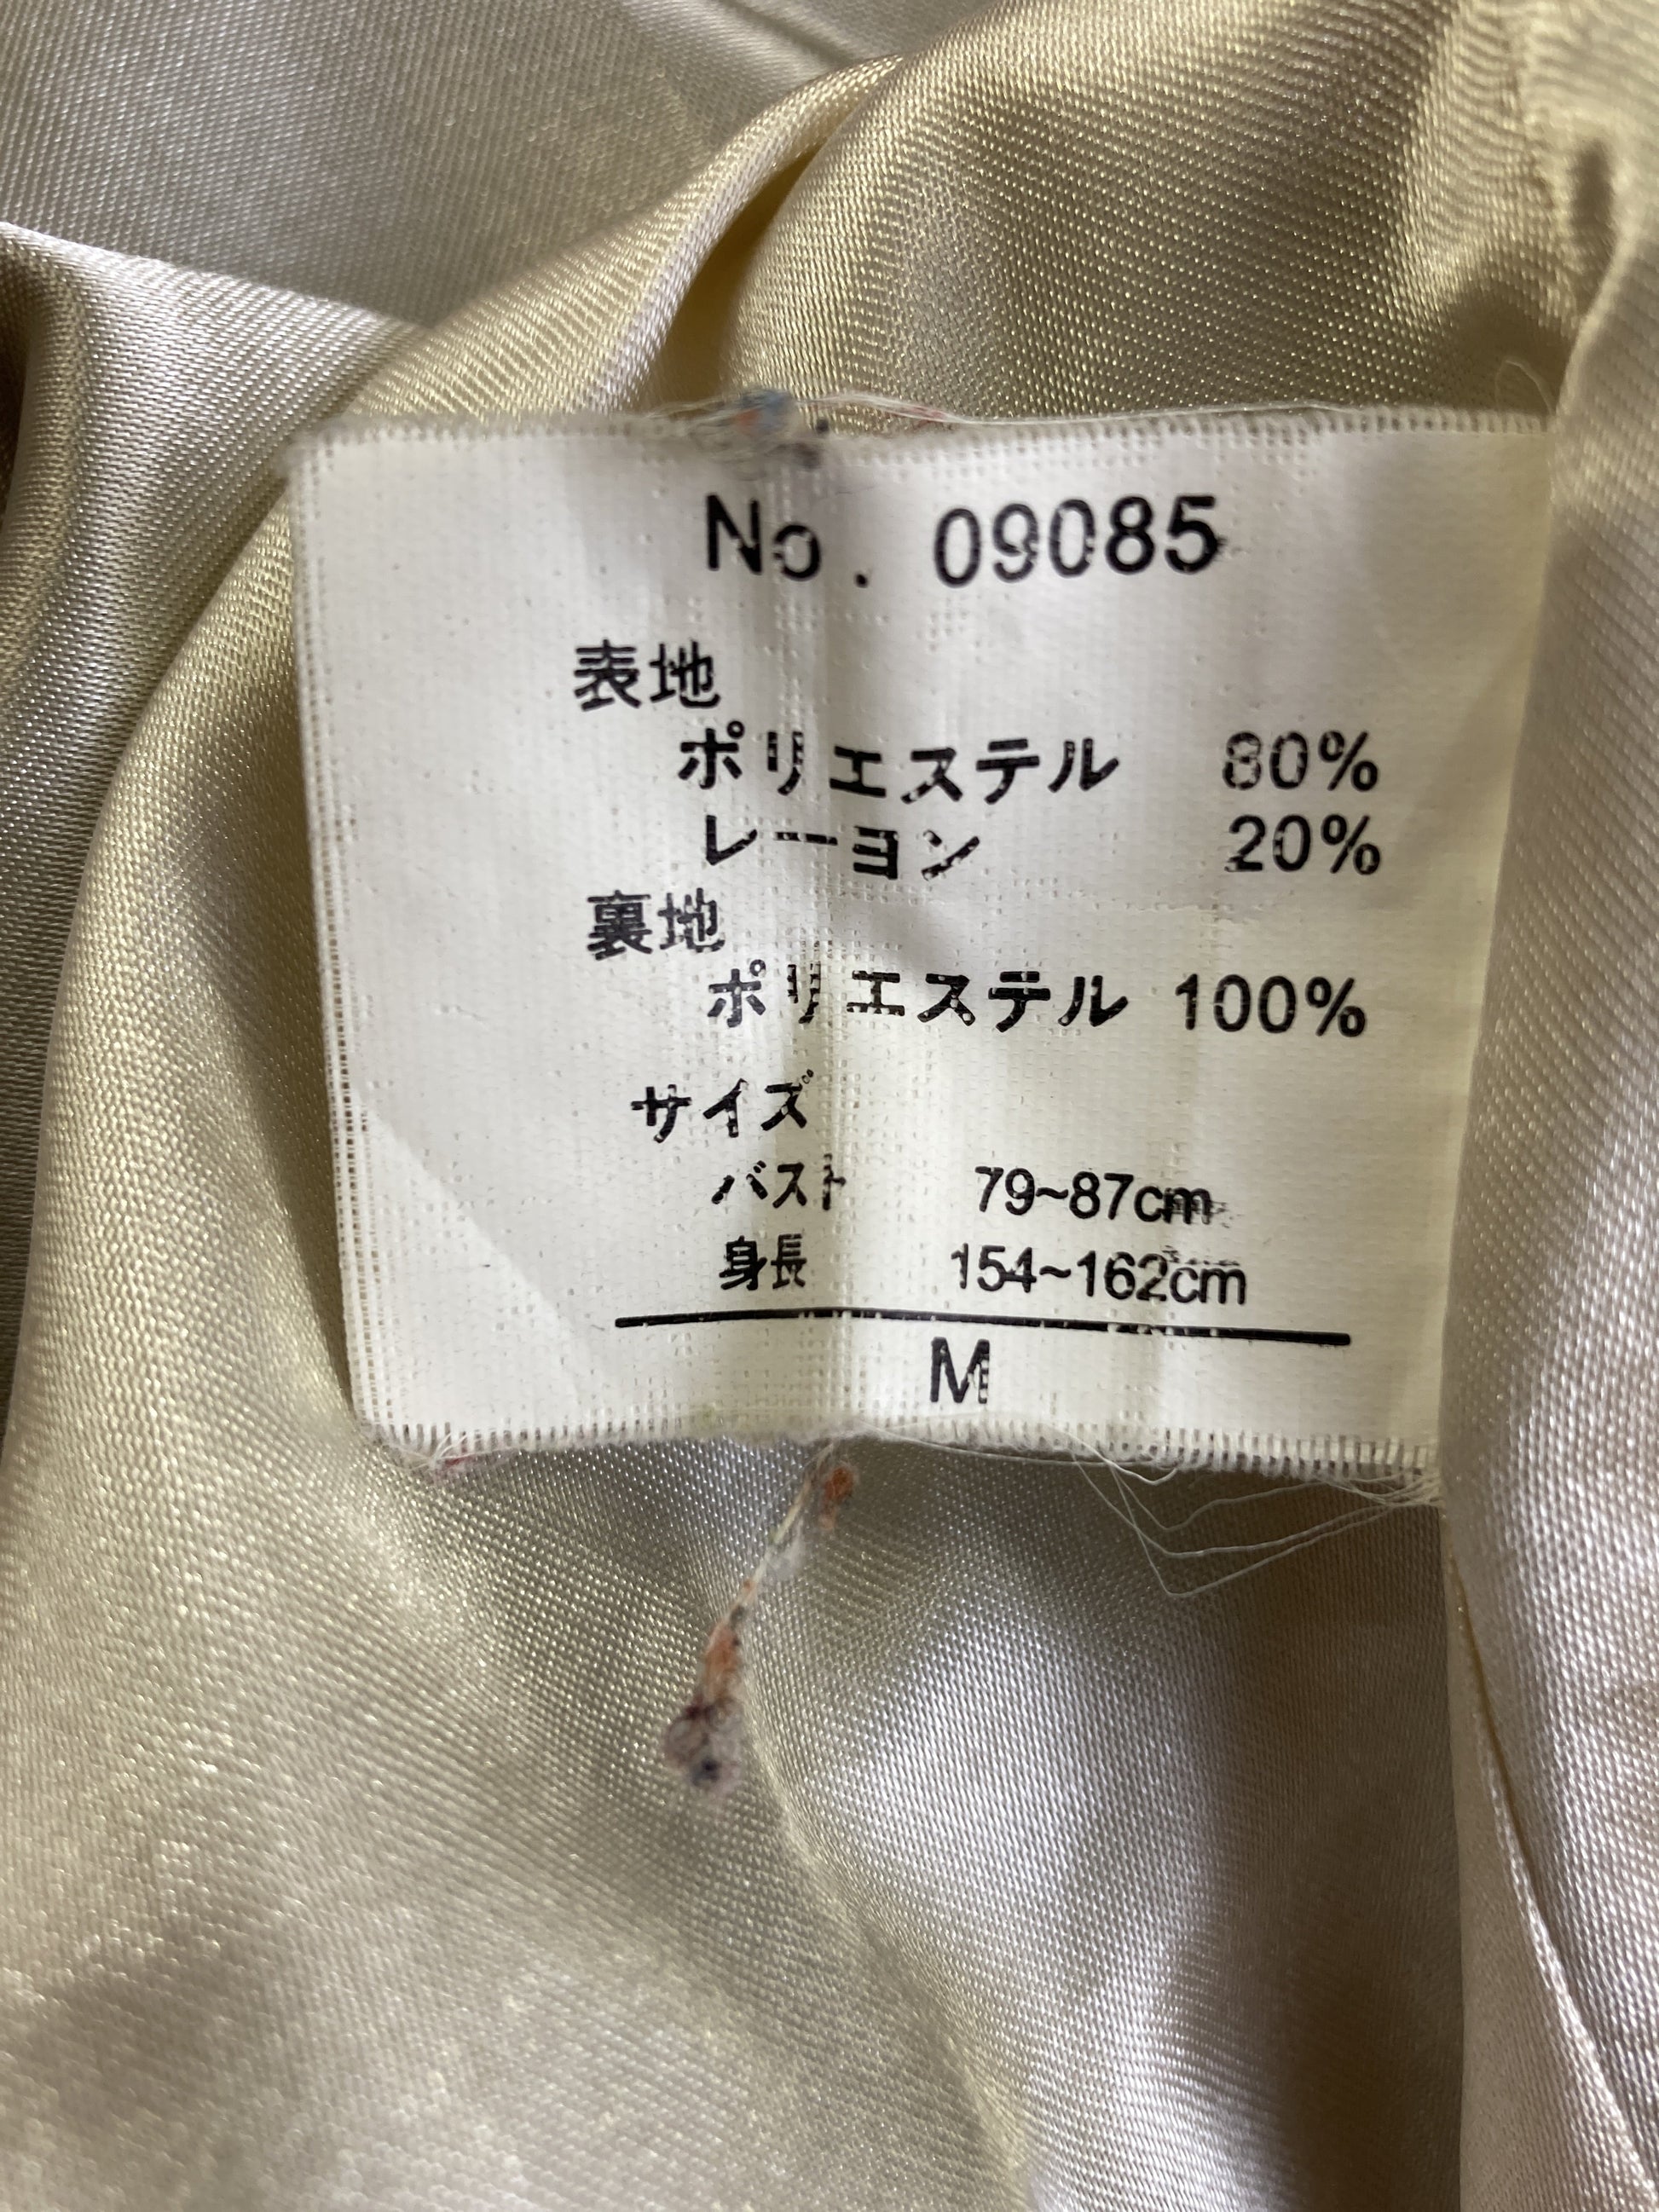 No. 09085
表地
ポリエステル 80%
レーヨン 20%
裏地
ポリエステル 100%
サイズ
バスト 79~87cm
身長 154~162cm
M